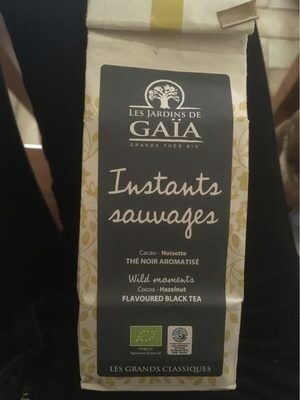 LES JARDINS DE
GAÏA
GRANDS THÉS BIO
Instants
sauvages
Cacao - Noisette
THÉ NOIR AROMATISÉ
Wild moments
Cocoa - Hazelnut
FLAVOURED BLACK TEA
LES GRANDS CLASSIQUES